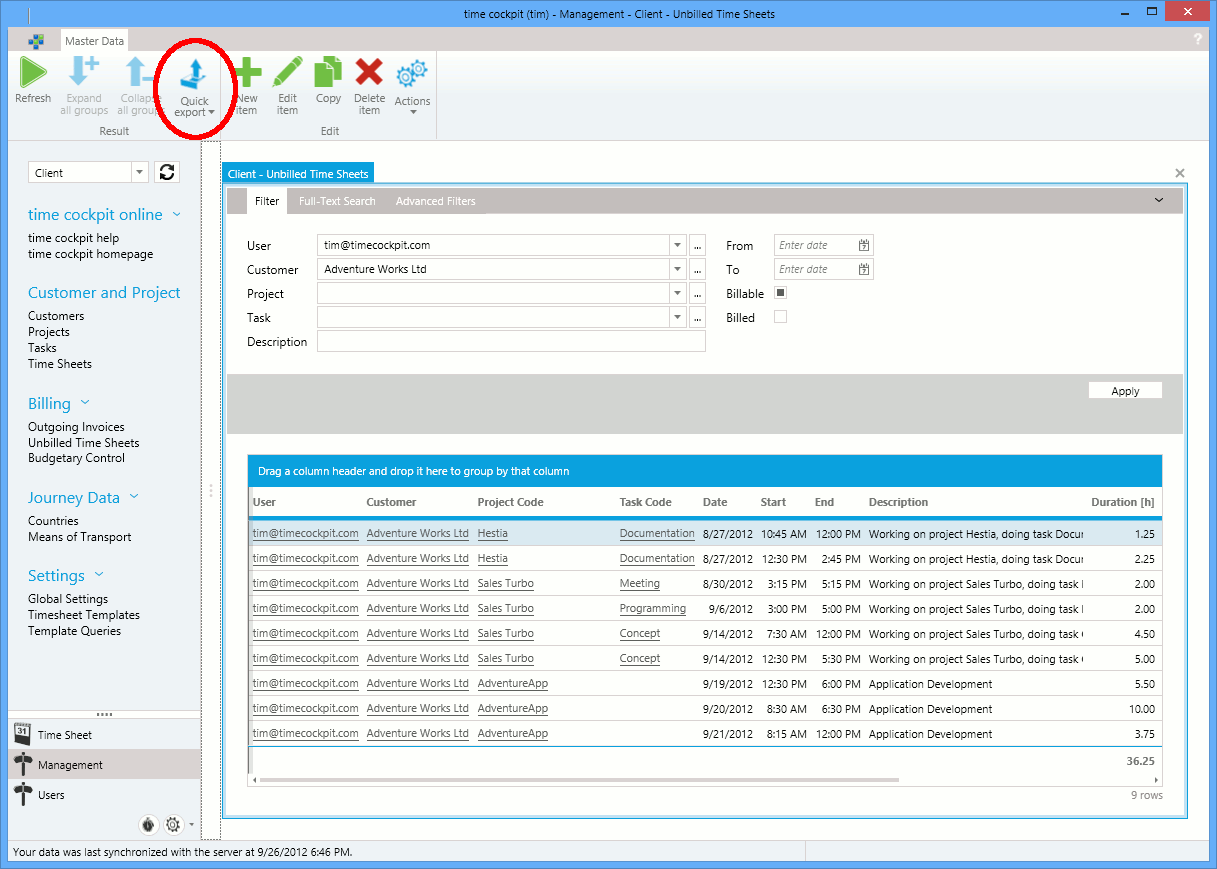 time cockpit (tim) - Management - Client - Unbilled Time Sheets
Master Data
?
Refresh
Expand all groups
Collapse all groups
Quick export
New item
Edit item
Copy
Delete item
Actions
Result
Edit
Client
time cockpit online
time cockpit help
time cockpit homepage
Customer and Project
Customers
Projects
Tasks
Time Sheets
Billing
Outgoing Invoices
Unbilled Time Sheets
Budgetary Control
Journey Data
Countries
Means of Transport
Settings
Global Settings
Timesheet Templates
Template Queries
31 Time Sheet
Management
Users
Client - Unbilled Time Sheets
Filter Full-Text Search Advanced Filters
User tim@timecockpit.com ... From Enter date
Customer Adventure Works Ltd ... To Enter date
Project ... Billable
Task ... Billed
Description
Apply
Drag a column header and drop it here to group by that column
User Customer Project Code Task Code Date Start End Description Duration [h]
tim@timecockpit.com Adventure Works Ltd Hestia Documentation 8/27/2012 10:45 AM 12:00 PM Working on project Hestia, doing task Docur 1.25
tim@timecockpit.com Adventure Works Ltd Hestia Documentation 8/27/2012 12:30 PM 2:45 PM Working on project Hestia, doing task Docur 2.25
tim@timecockpit.com Adventure Works Ltd Sales Turbo Meeting 8/30/2012 3:15 PM 5:15 PM Working on project Sales Turbo, doing task 2.00
tim@timecockpit.com Adventure Works Ltd Sales Turbo Programming 9/6/2012 3:00 PM 5:00 PM Working on project Sales Turbo, doing task 2.00
tim@timecockpit.com Adventure Works Ltd Sales Turbo Concept 9/14/2012 7:30 AM 12:00 PM Working on project Sales Turbo, doing task 4.50
tim@timecockpit.com Adventure Works Ltd Sales Turbo Concept 9/14/2012 12:30 PM 5:30 PM Working on project Sales Turbo, doing task 5.00
tim@timecockpit.com Adventure Works Ltd AdventureApp 9/19/2012 12:30 PM 6:00 PM Application Development 5.50
tim@timecockpit.com Adventure Works Ltd AdventureApp 9/20/2012 8:30 AM 6:30 PM Application Development 10.00
tim@timecockpit.com Adventure Works Ltd AdventureApp 9/21/2012 8:15 AM 12:00 PM Application Development 3.75
36.25
9 rows
Your data was last synchronized with the server at 9/26/2012 6:46 PM.